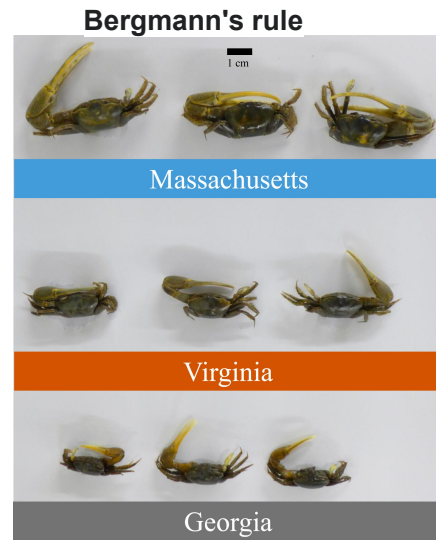 Bergmann's rule
1 cm
Massachusetts
Virginia
Georgia